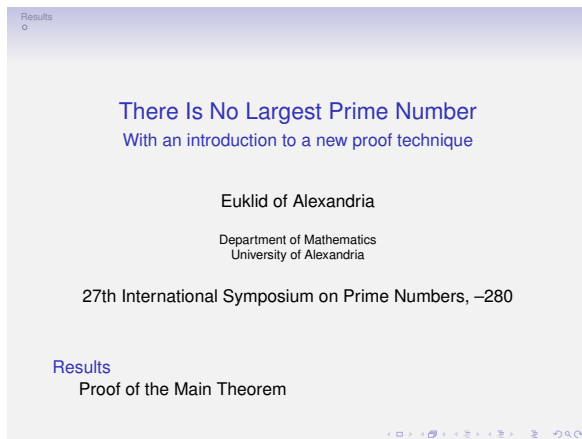 Results
There Is No Largest Prime Number
With an introduction to a new proof technique
Euklid of Alexandria
Department of Mathematics
University of Alexandria
27th International Symposium on Prime Numbers, –280
Results
Proof of the Main Theorem